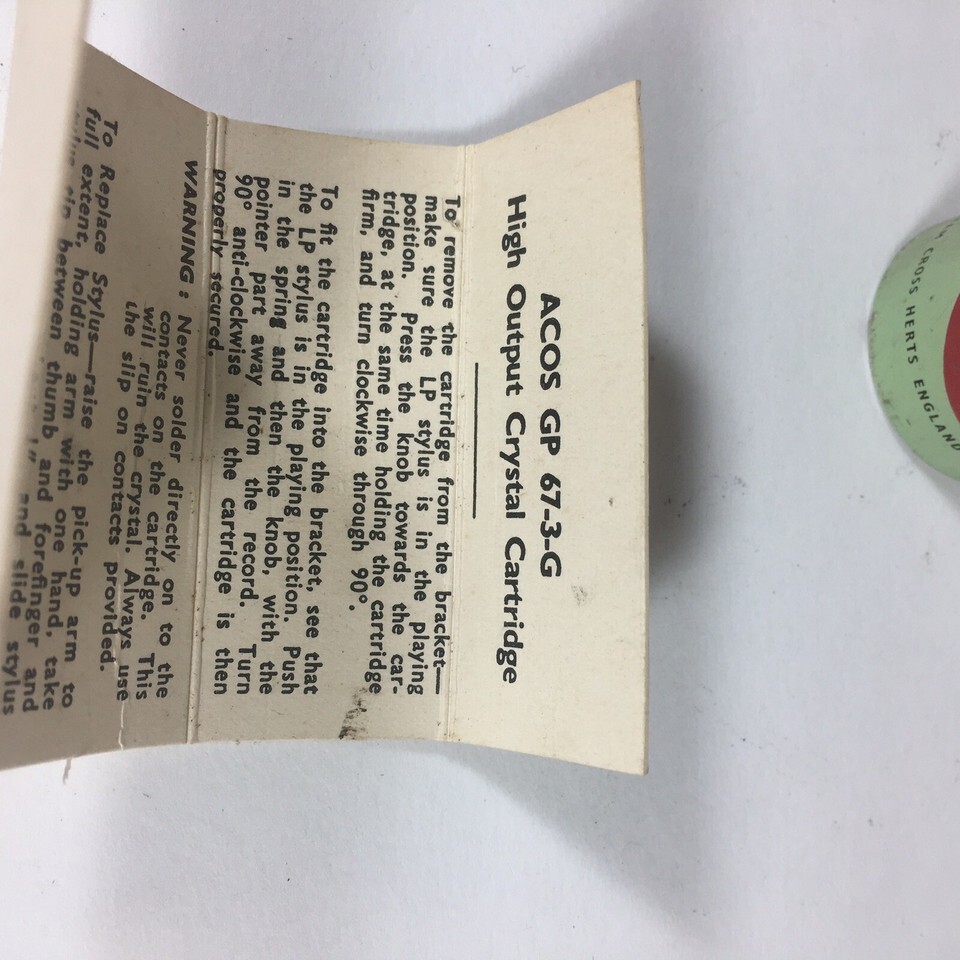 ACOS GP 67-3-G
High Output Crystal Cartridge
To remove the cartridge from the bracket—
make sure the LP stylus is in the playing
position. Press the knob towards the car-
tridge, at the same time holding the cartridge
firm, and turn clockwise through 90°.
To fit the cartridge into the bracket, see that
the LP stylus is in the playing position. Push
in the spring and then the knob, with the
pointer part away from the record. Turn
90° anti-clockwise and the cartridge is then
properly secured.
WARNING : Never solder directly on to the
contacts on the cartridge. This
will ruin the crystal. Always use
the slip on contacts provided.
To Replace Stylus—raise the pick-up arm to
full extent, holding arm with one hand, take
between thumb and forefinger and
and slide stylus
CROSS HERTS ENGLAND